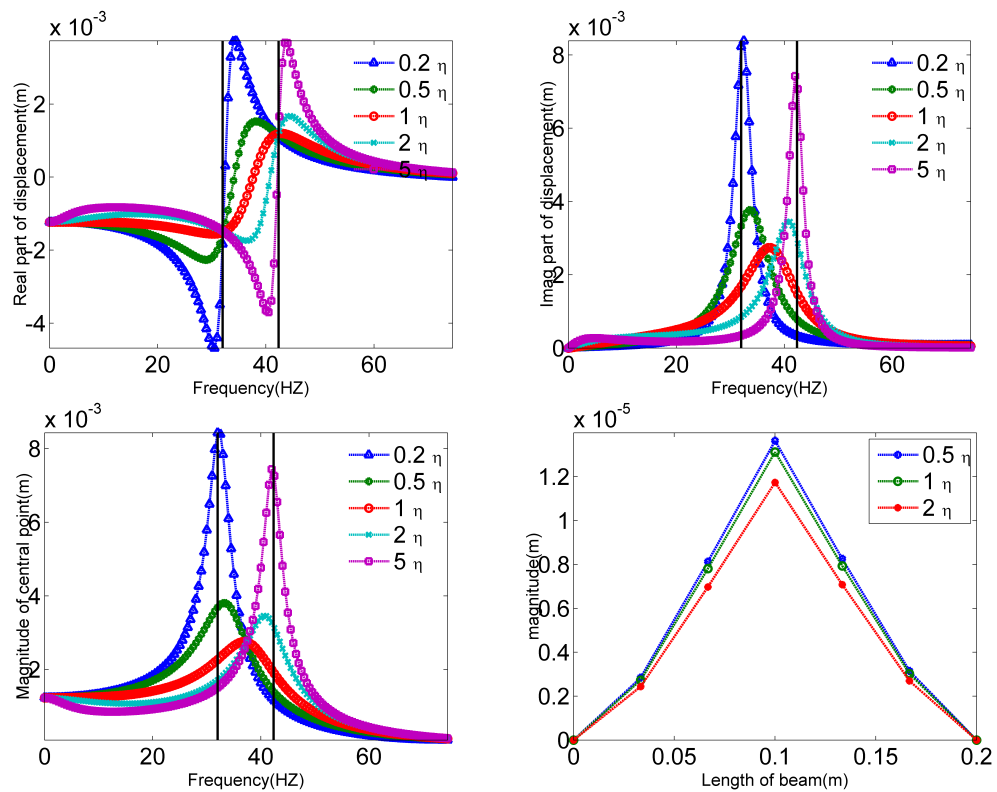 x 10⁻³
2
0
-2
-4
Real part of displacement(m)
0
20
40
60
Frequency(HZ)
0.2 η
0.5 η
1 η
2 η
5 η
x 10⁻³
8
6
4
2
0
Imag part of displacement(m)
0
20
40
60
Frequency(HZ)
0.2 η
0.5 η
1 η
2 η
5 η
x 10⁻³
8
6
4
2
Magnitude of central point(m)
0
20
40
60
Frequency(HZ)
0.2 η
0.5 η
1 η
2 η
5 η
x 10⁻⁵
1.2
1
0.8
0.6
0.4
0.2
0
magnitude(m)
0
0.05
0.1
0.15
0.2
Length of beam(m)
0.5 η
1 η
2 η